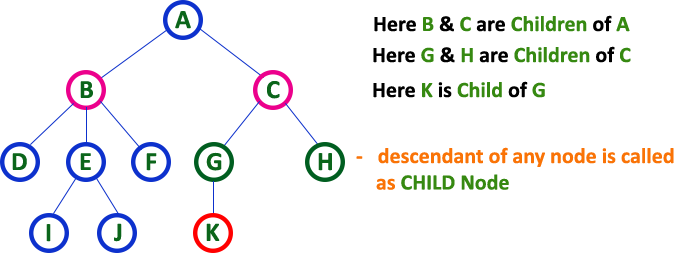 A
Here B & C are Children of A
Here G & H are Children of C
B
C
Here K is Child of G
D
E
F
G
H
- descendant of any node is called
as CHILD Node
I
J
K